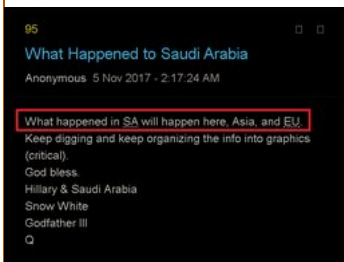 95
What Happened to Saudi Arabia
Anonymous 5 Nov 2017 - 2:17:24 AM
What happened in SA will happen here, Asia, and EU.
Keep digging and keep organizing the info into graphics
(critical).
God bless.
Hillary & Saudi Arabia
Snow White
Godfather III
Q